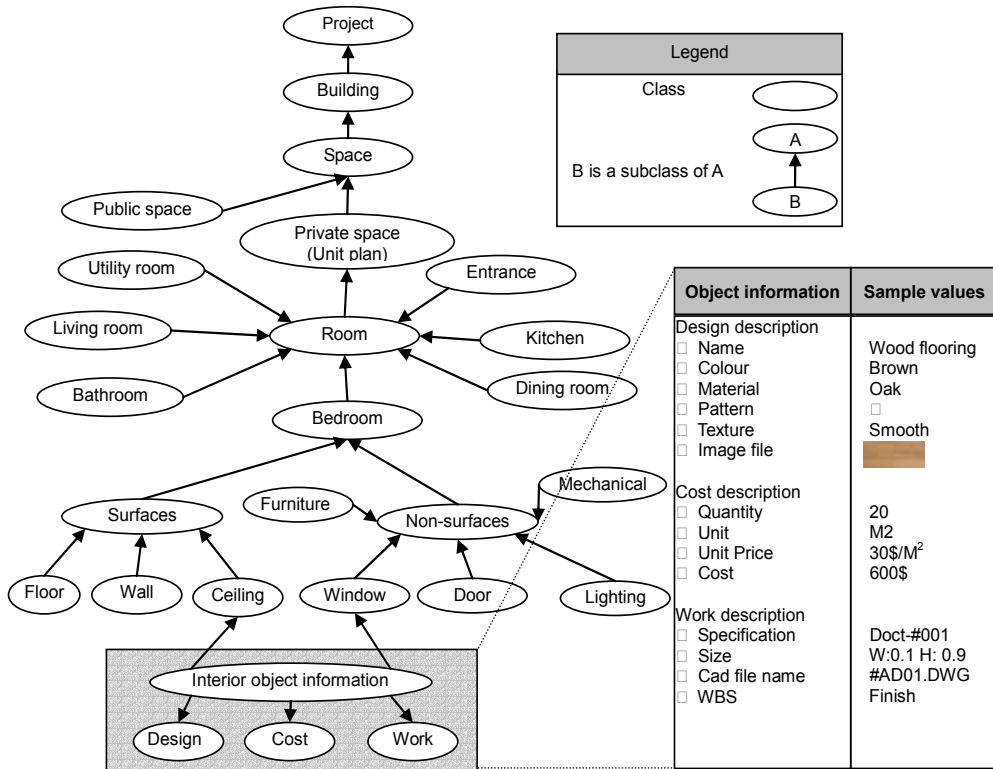 Project
Building
Space
Public space
Private space
(Unit plan)
Utility room
Entrance
Living room
Room
Kitchen
Bathroom
Dining room
Bedroom
Mechanical
Furniture
Surfaces
Non-surfaces
Floor
Wall
Ceiling
Window
Door
Lighting
Interior object information
Design
Cost
Work
Legend
Class
A
B is a subclass of A
B
Object information Sample values
Design description
□ Name Wood flooring
□ Colour Brown
□ Material Oak
□ Pattern □
□ Texture Smooth
□ Image file
Cost description
□ Quantity 20
□ Unit M2
□ Unit Price 30$/M²
□ Cost 600$
Work description
□ Specification Doct-#001
□ Size W:0.1 H: 0.9
□ Cad file name #AD01.DWG
□ WBS Finish